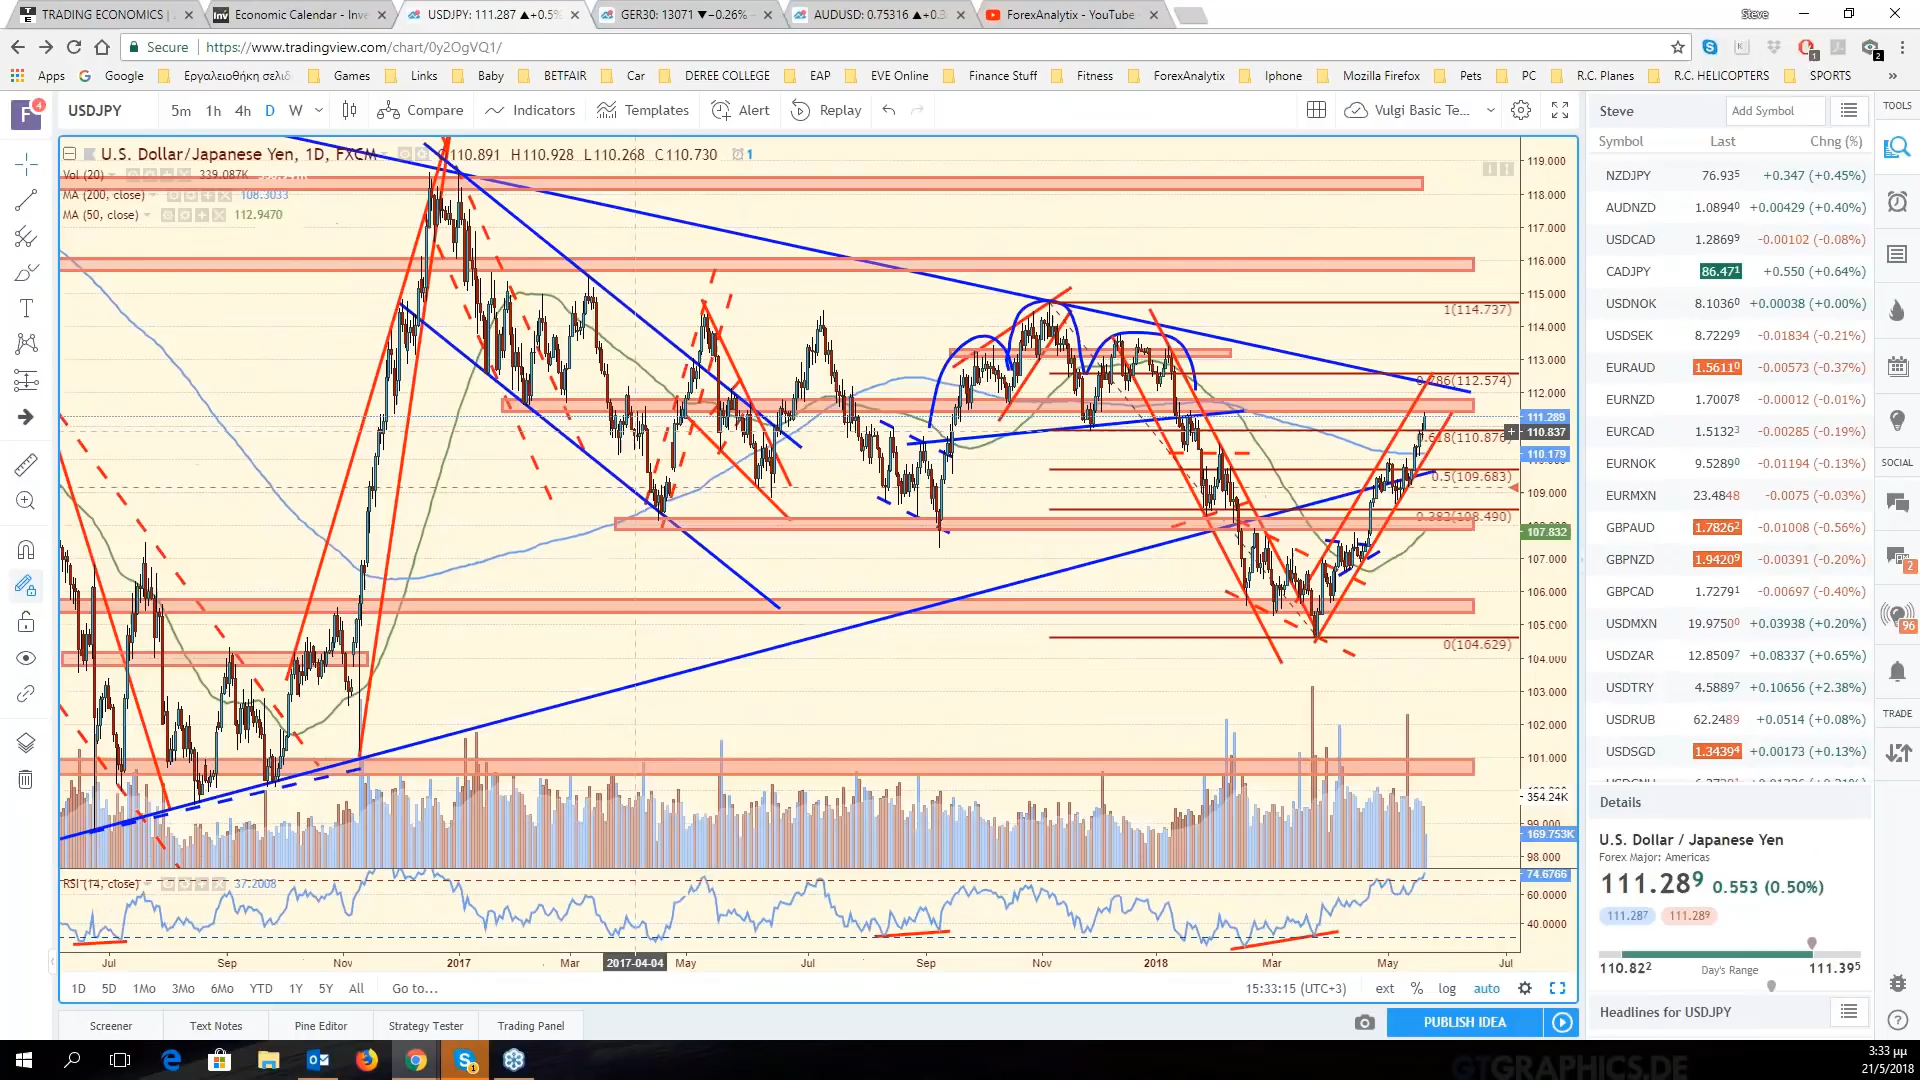 TRADING ECONOMICS |
Economic Calendar - Inve
USDJPY: 111.287 ▲+0.5%
GER30: 13071 ▼−0.26%
AUDUSD: 0.75316 ▲+0.3
ForexAnalytix - YouTube
Steve
Secure
https://www.tradingview.com/chart/0y2OgVQ1/
Apps Google Εργαλειοθήκη σελίδ Games Links Baby BETFAIR Car DEREE COLLEGE EAP EVE Online Finance Stuff Fitness ForexAnalytix Iphone Mozilla Firefox Pets PC R.C. Planes R.C. HELICOPTERS SPORTS »
F 4
USDJPY 5m 1h 4h D W Compare Indicators Templates Alert Replay Vulgi Basic Te...
U.S. Dollar/Japanese Yen, 1D, FXCM O110.891 H110.928 L110.268 C110.730 1
Vol (20) 339.087K
MA (200, close) 108.3033
MA (50, close) 112.9470
119.000
118.000
117.000
116.000
115.000
114.000
113.000
112.000
111.289
110.837
110.179
109.000
107.832
107.000
106.000
105.000
104.000
103.000
102.000
101.000
354.24K
99.000
169.753K
98.000
1(114.737)
0.786(112.574)
0.618(110.876)
0.5(109.683)
0.382(108.490)
0(104.629)
RSI (14, close) 37.2008
74.6766
60.0000
40.0000
Jul Sep Nov 2017 Mar 2017-04-04 May Jul Sep Nov 2018 Mar May Jul
1D 5D 1Mo 3Mo 6Mo YTD 1Y 5Y All Go to... 15:33:15 (UTC+3) ext % log auto
Screener Text Notes Pine Editor Strategy Tester Trading Panel PUBLISH IDEA
Steve Add Symbol
Symbol Last Chng (%)
NZDJPY 76.935 +0.347 (+0.45%)
AUDNZD 1.08940 +0.00429 (+0.40%)
USDCAD 1.28699 -0.00102 (-0.08%)
CADJPY 86.471 +0.550 (+0.64%)
USDNOK 8.10360 +0.00038 (+0.00%)
USDSEK 8.72299 -0.01834 (-0.21%)
EURAUD 1.56110 -0.00573 (-0.37%)
EURNZD 1.70078 -0.00012 (-0.01%)
EURCAD 1.51323 -0.00285 (-0.19%)
EURNOK 9.52890 -0.01194 (-0.13%)
EURMXN 23.4848 -0.0075 (-0.03%)
GBPAUD 1.78262 -0.01008 (-0.56%)
GBPNZD 1.94209 -0.00391 (-0.20%)
GBPCAD 1.72791 -0.00697 (-0.40%)
USDMXN 19.97500 +0.03938 (+0.20%)
USDZAR 12.85097 +0.08337 (+0.65%)
USDTRY 4.58897 +0.10656 (+2.38%)
USDRUB 62.2489 +0.0514 (+0.08%)
USDSGD 1.34394 +0.00173 (+0.13%)
Details
U.S. Dollar / Japanese Yen
Forex Major: Americas
111.289 0.553 (0.50%)
111.287 111.289
110.822 Day's Range 111.395
Headlines for USDJPY
TOOLS
SOCIAL
2
96
TRADE
GTGRAPHICS.DE
3:33 μμ
21/5/2018